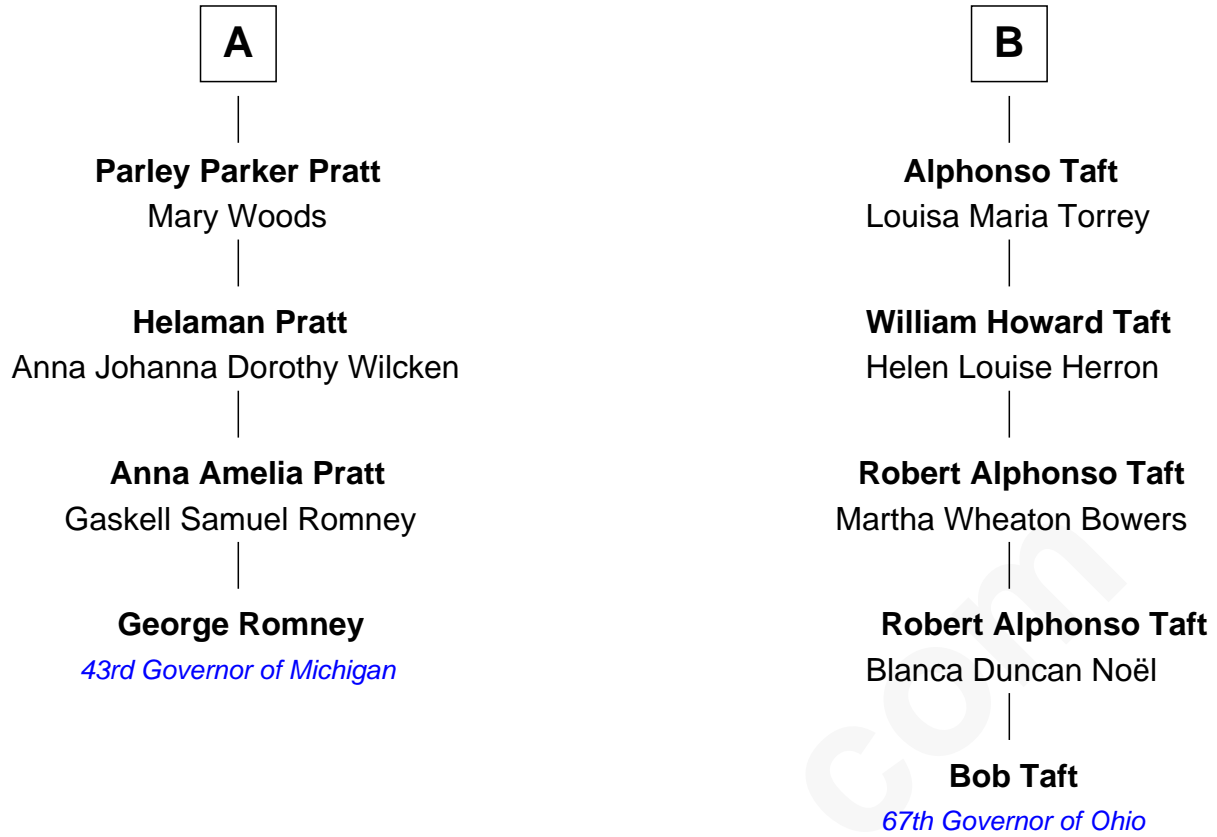 A
Parley Parker Pratt
Mary Woods
Helaman Pratt
Anna Johanna Dorothy Wilcken
Anna Amelia Pratt
Gaskell Samuel Romney
George Romney
43rd Governor of Michigan
B
Alphonso Taft
Louisa Maria Torrey
William Howard Taft
Helen Louise Herron
Robert Alphonso Taft
Martha Wheaton Bowers
Robert Alphonso Taft
Blanca Duncan Noël
Bob Taft
67th Governor of Ohio
com